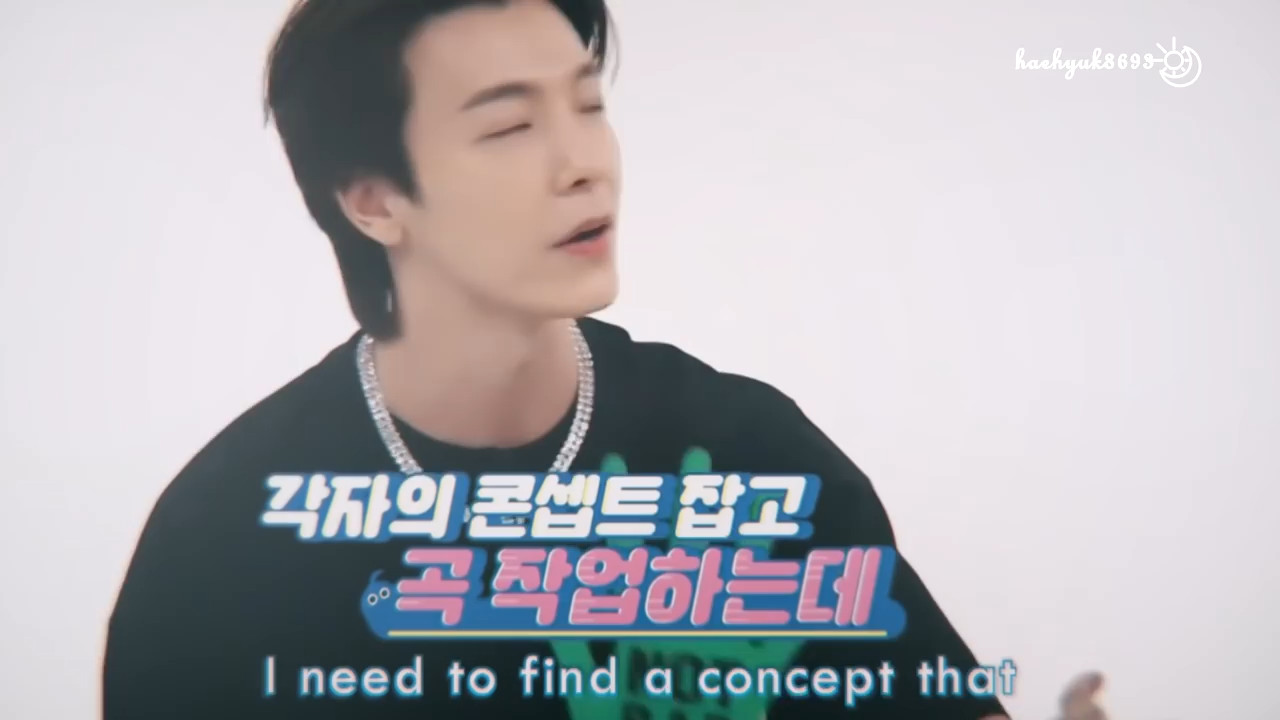 haehyuk8693
각자의 콘셉트 잡고
곡 작업하는데
I need to find a concept that
NOT